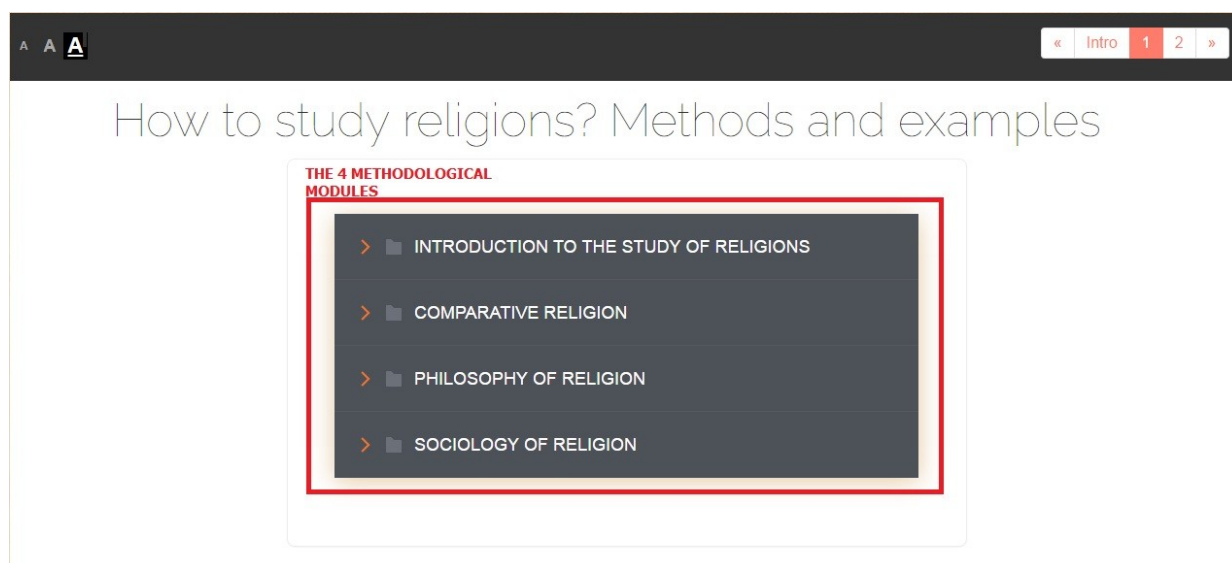 A A A
« Intro 1 2 »
How to study religions? Methods and examples
THE 4 METHODOLOGICAL
MODULES
INTRODUCTION TO THE STUDY OF RELIGIONS
COMPARATIVE RELIGION
PHILOSOPHY OF RELIGION
SOCIOLOGY OF RELIGION